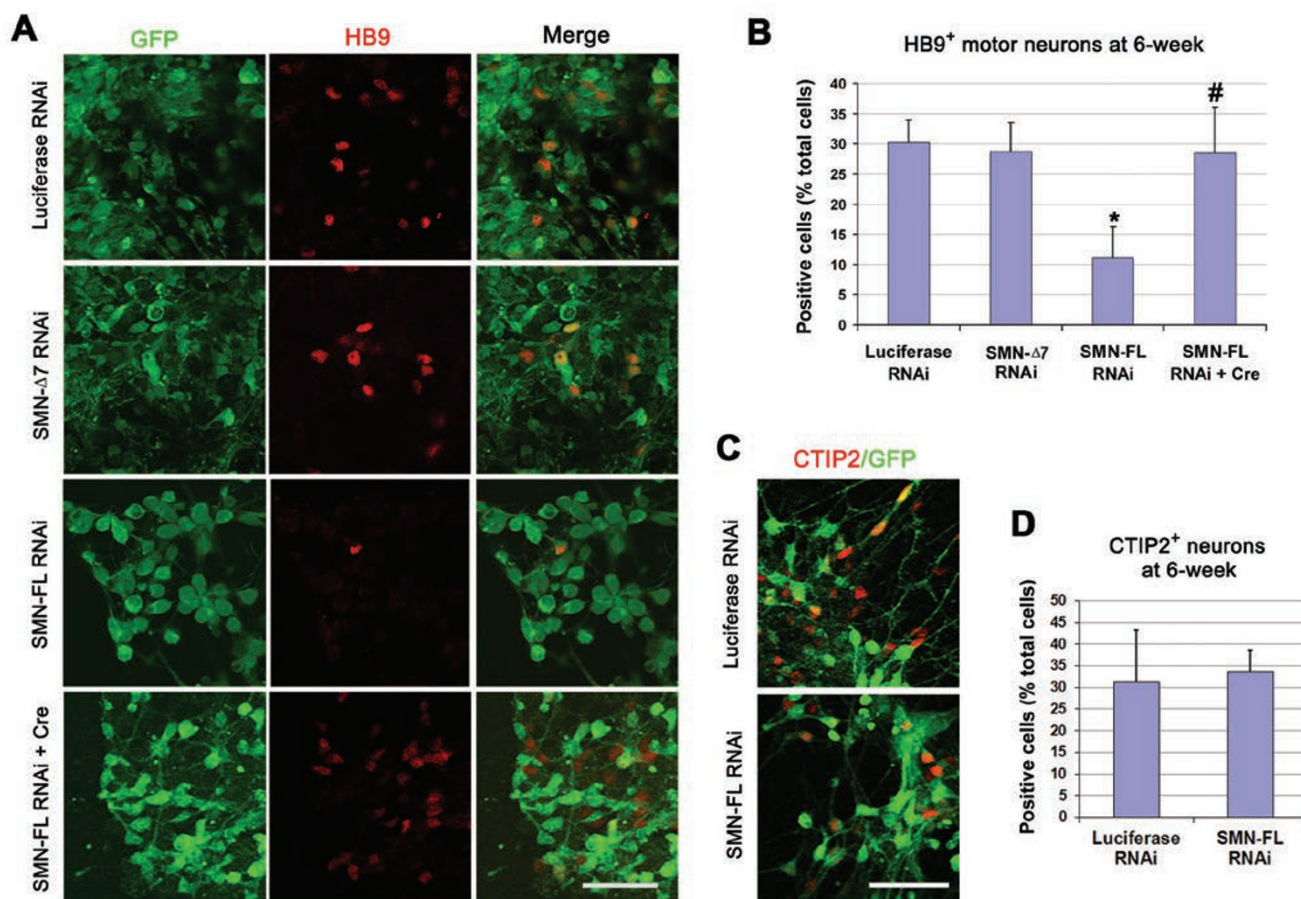 A
GFP
HB9
Merge
Luciferase RNAi
SMN-Δ7 RNAi
SMN-FL RNAi
SMN-FL RNAi + Cre
B
HB9⁺ motor neurons at 6-week
Positive cells (% total cells)
40
35
30
25
20
15
10
5
0
*
#
Luciferase
RNAi
SMN-Δ7
RNAi
SMN-FL
RNAi
SMN-FL
RNAi + Cre
C
CTIP2/GFP
Luciferase RNAi
SMN-FL RNAi
D
CTIP2⁺ neurons
at 6-week
Positive cells (% total cells)
50
45
40
35
30
25
20
15
10
5
0
Luciferase
RNAi
SMN-FL
RNAi